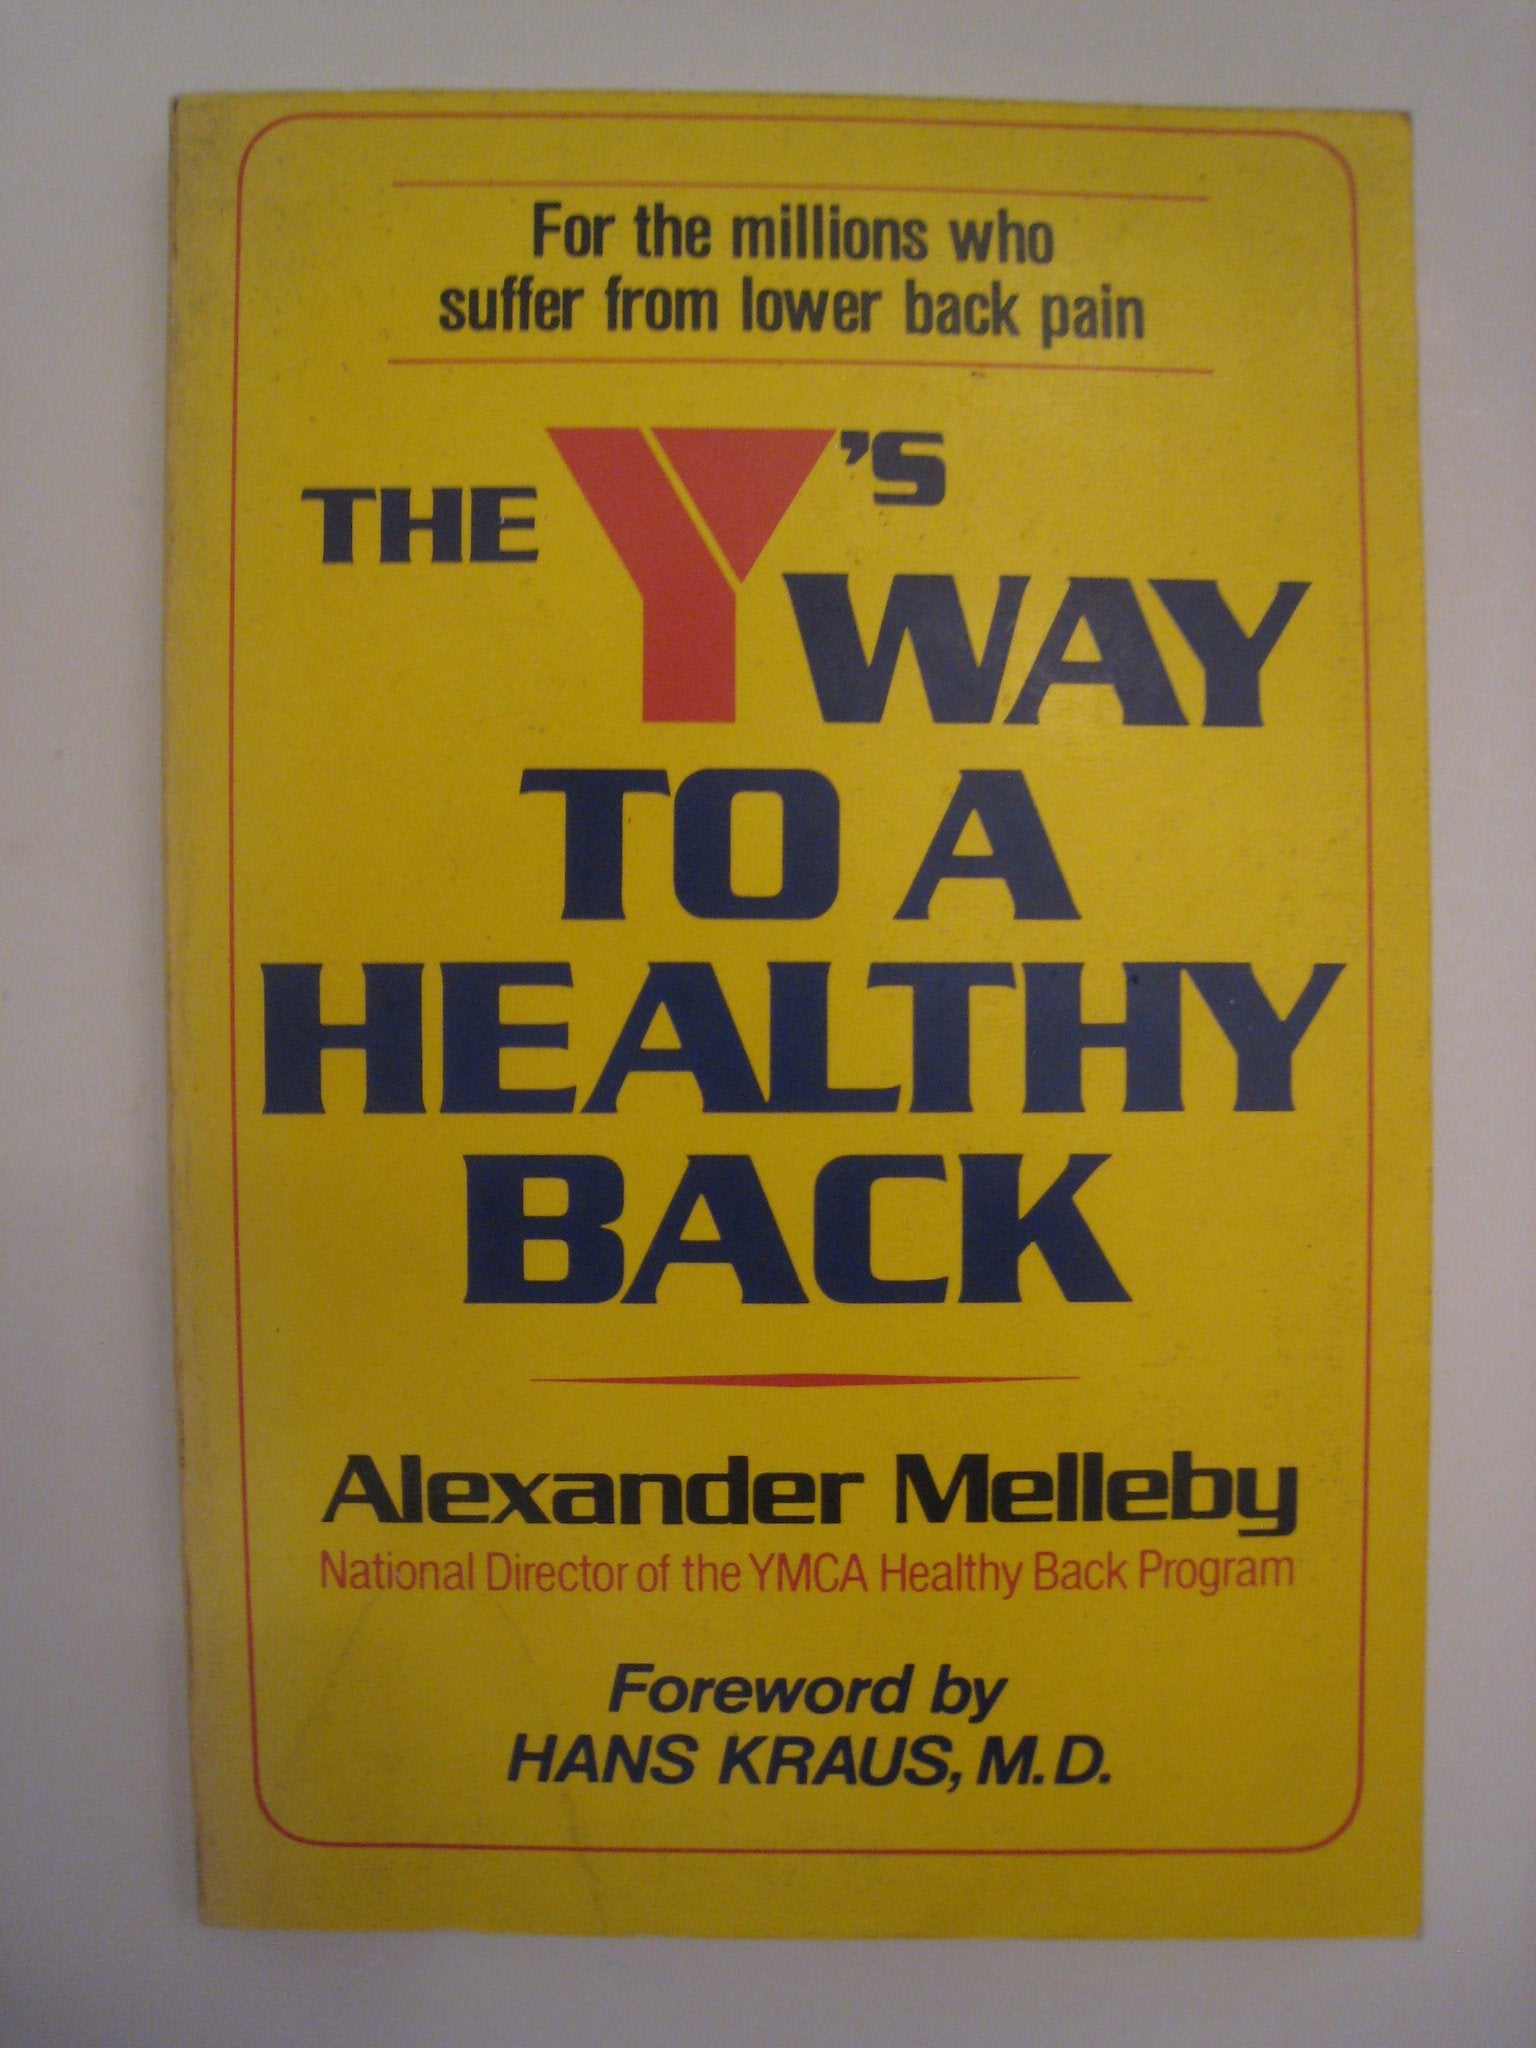 For the millions who
suffer from lower back pain
THE Y'S
WAY
TO A
HEALTHY
BACK
Alexander Melleby
National Director of the YMCA Healthy Back Program
Foreword by
HANS KRAUS, M.D.